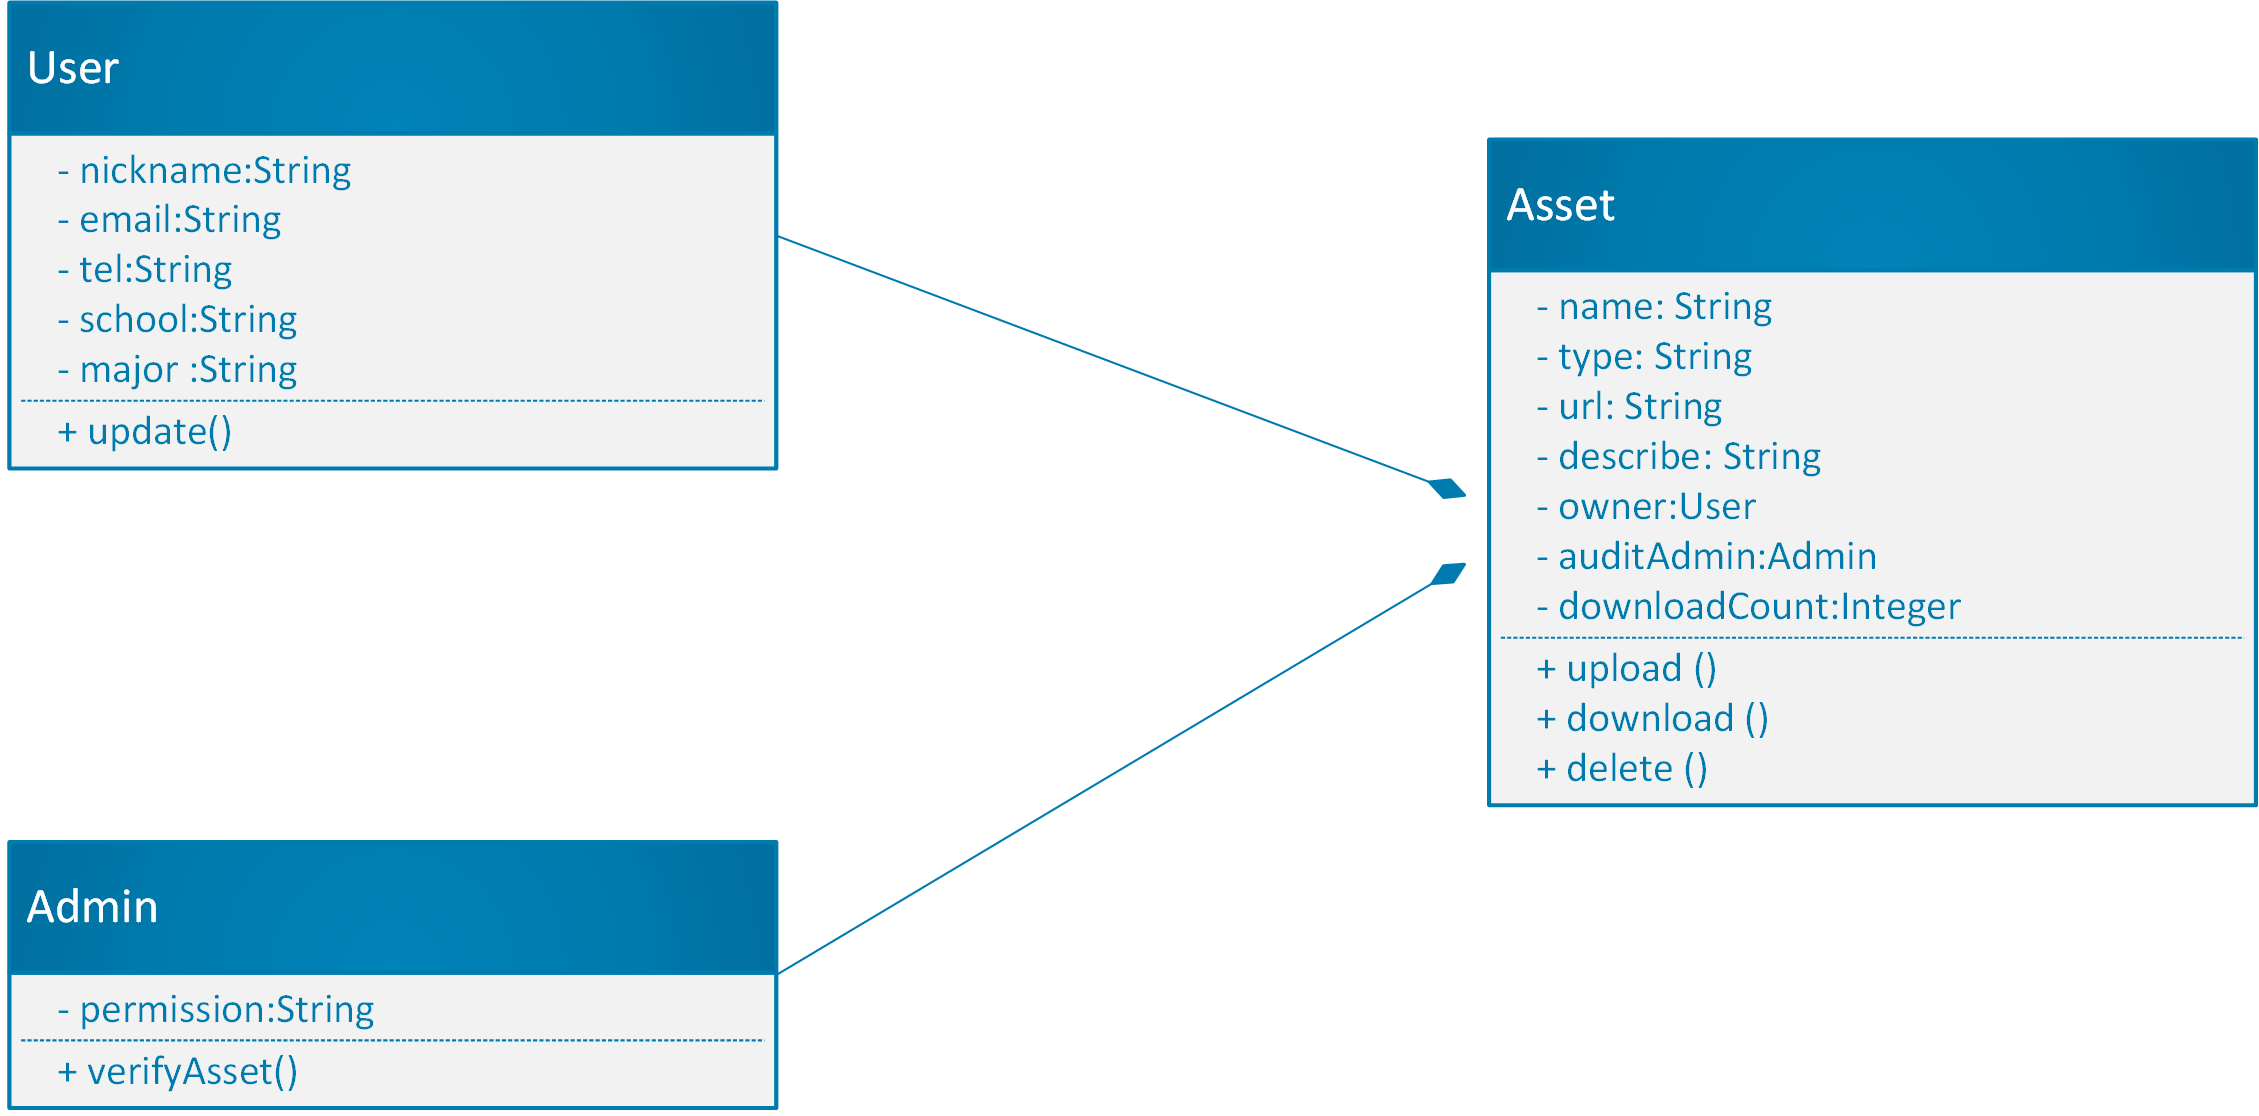 User
- nickname:String
- email:String
- tel:String
- school:String
- major :String
+ update()
Asset
- name: String
- type: String
- url: String
- describe: String
- owner:User
- auditAdmin:Admin
- downloadCount:Integer
+ upload ()
+ download ()
+ delete ()
Admin
- permission:String
+ verifyAsset()